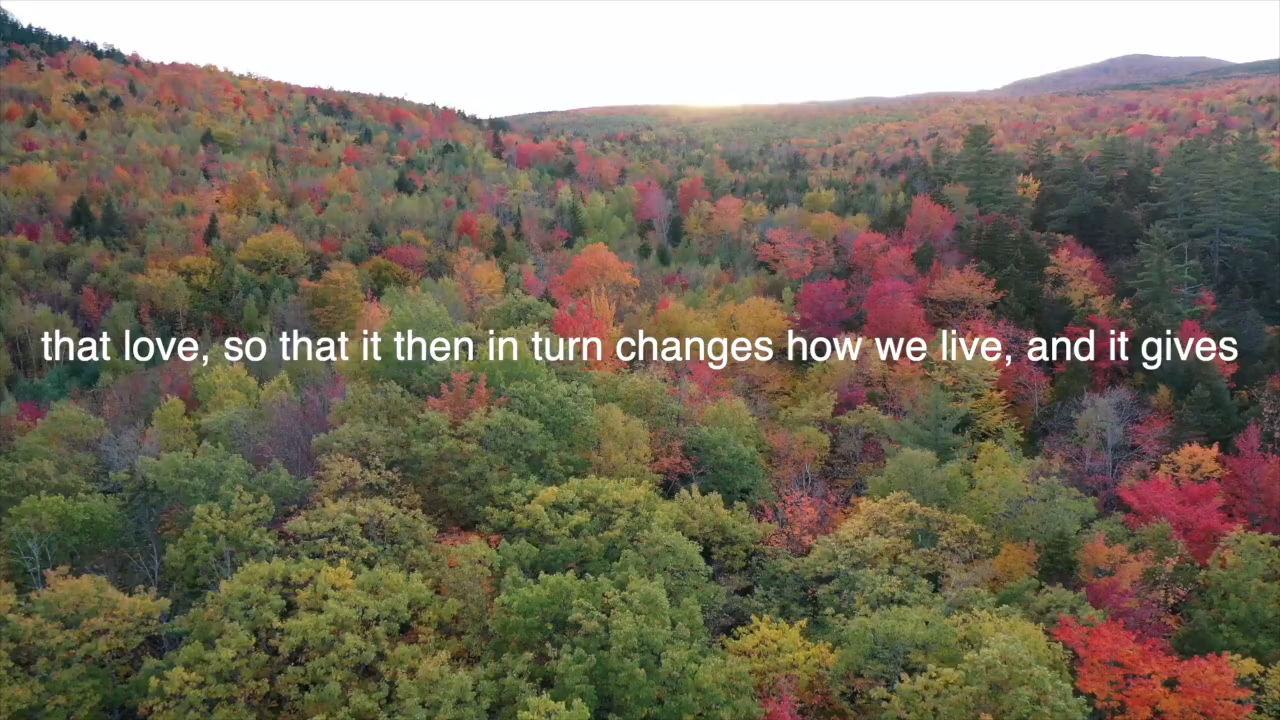 that love, so that it then in turn changes how we live, and it gives